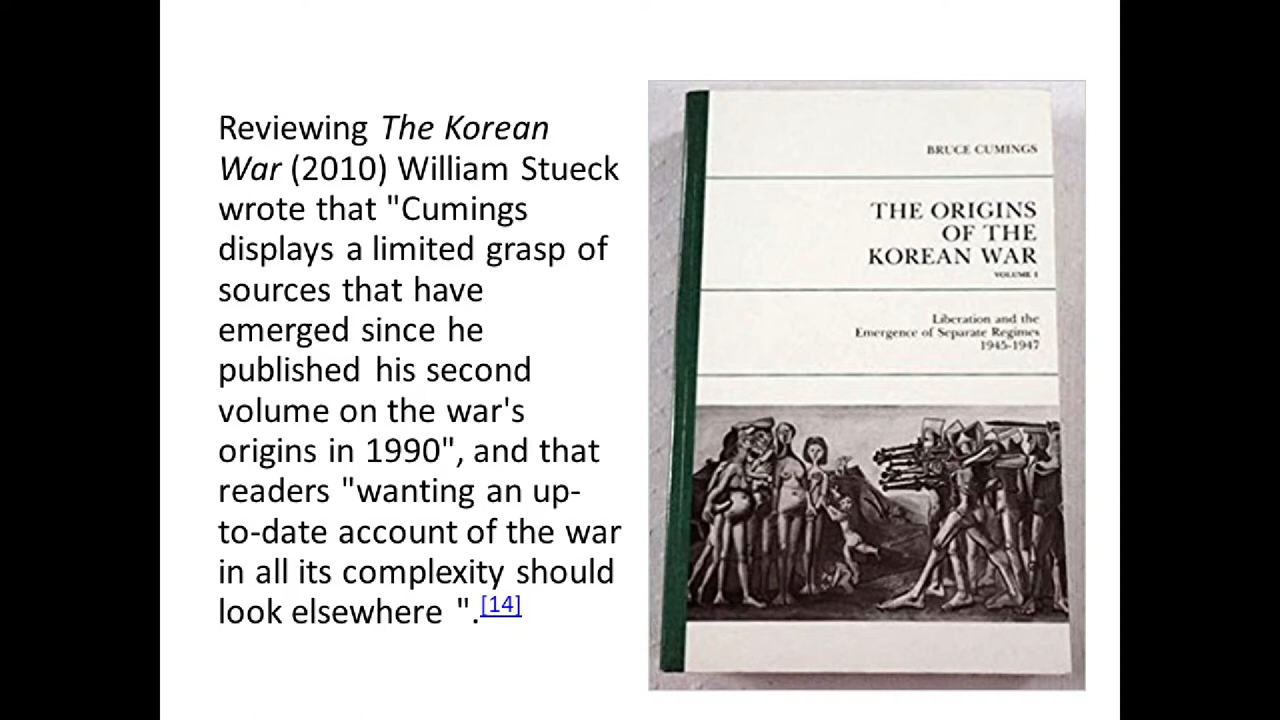 Reviewing The Korean
War (2010) William Stueck
wrote that "Cumings
displays a limited grasp of
sources that have
emerged since he
published his second
volume on the war's
origins in 1990", and that
readers "wanting an up-
to-date account of the war
in all its complexity should
look elsewhere ".[14]
BRUCE CUMINGS
THE ORIGINS
OF THE
KOREAN WAR
VOLUME I
Liberation and the
Emergence of Separate Regimes
1945-1947